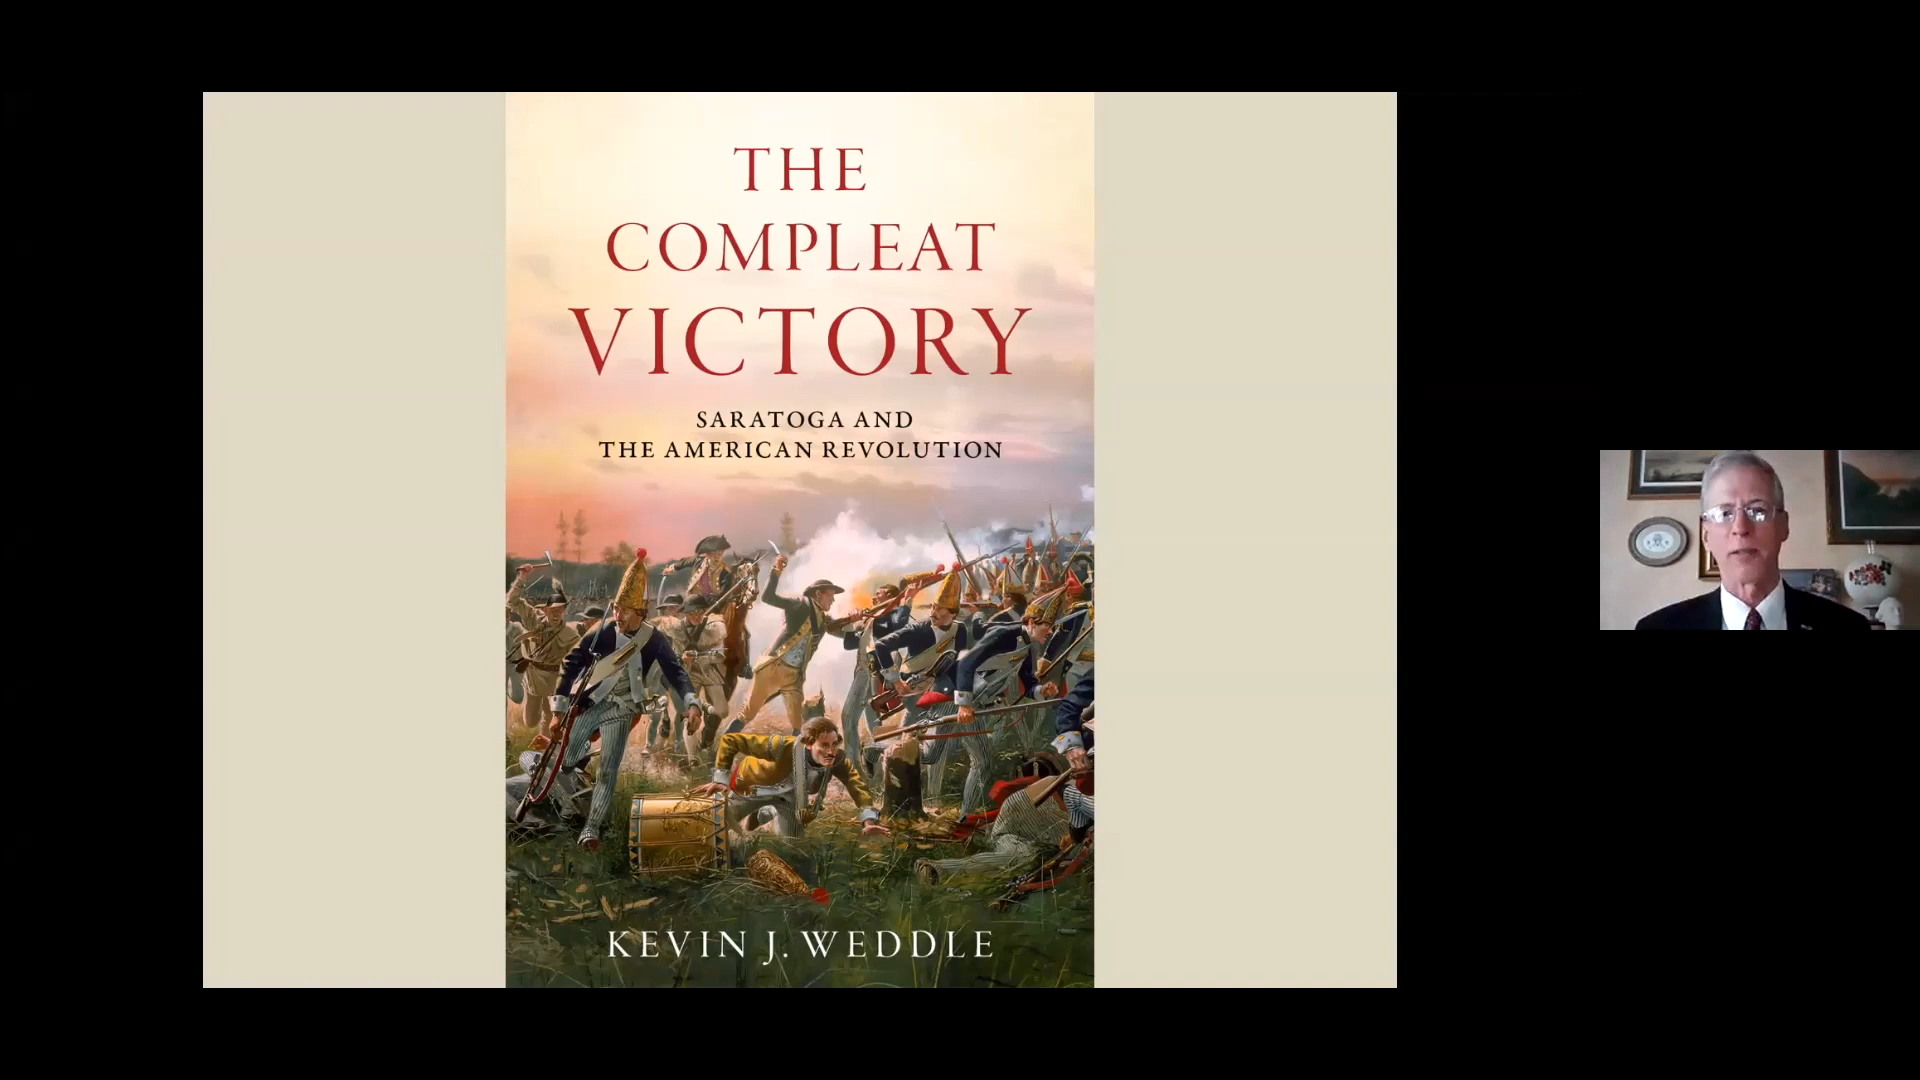 THE
COMPLEAT
VICTORY
SARATOGA AND
THE AMERICAN REVOLUTION
KEVIN J. WEDDLE